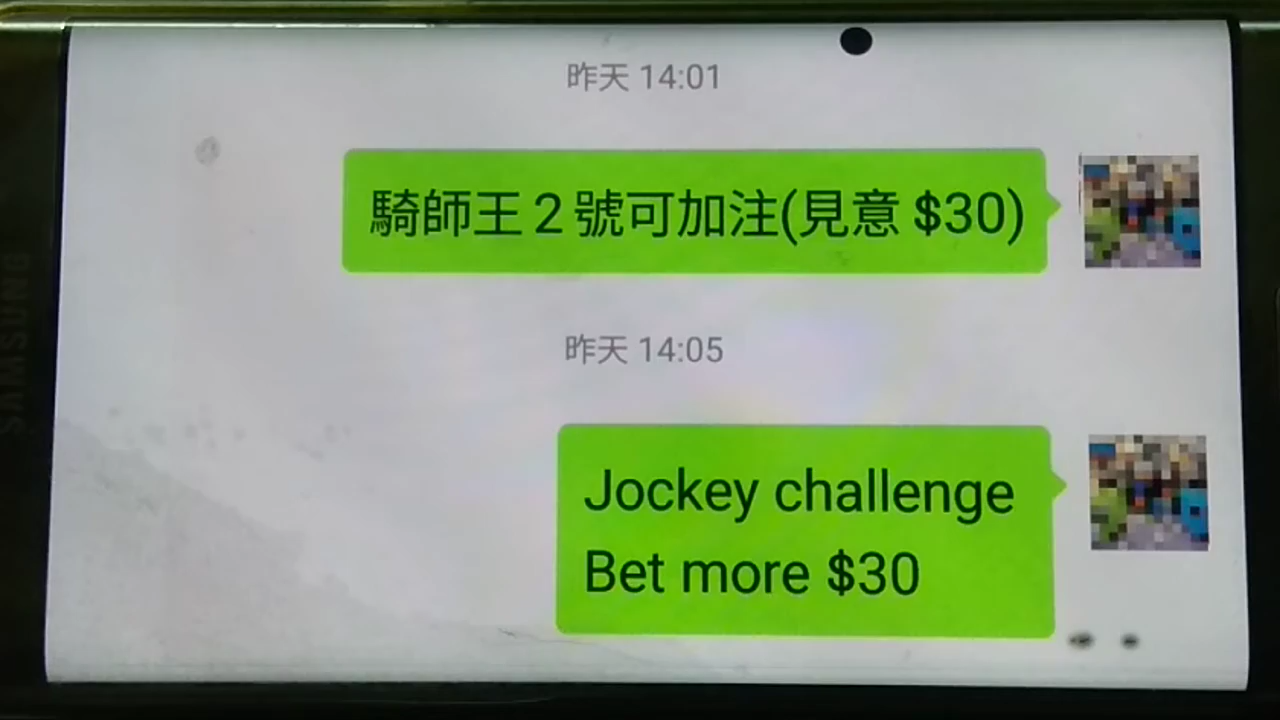 昨天 14:01
騎師王 2 號可加注(見意 $30)
昨天 14:05
Jockey challenge
Bet more $30
SAMSUNG